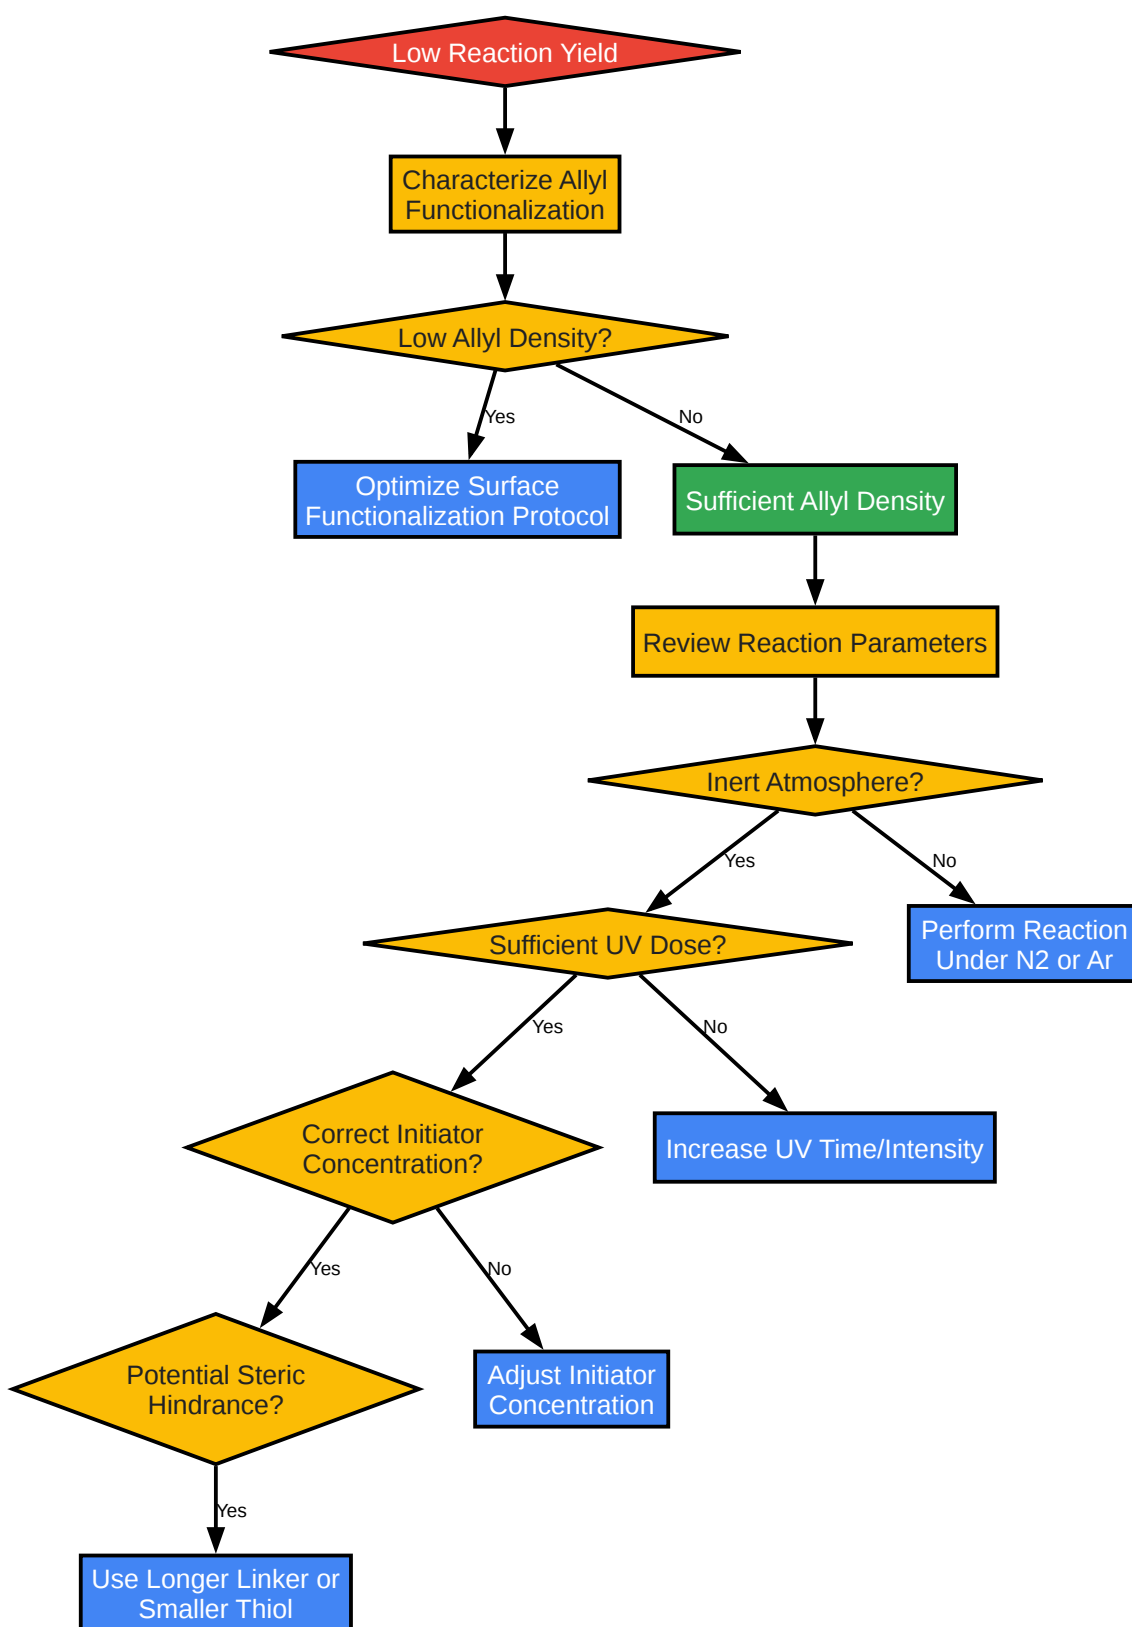 Low Reaction Yield
Characterize Allyl
Functionalization
Low Allyl Density?
Yes
No
Optimize Surface
Functionalization Protocol
Sufficient Allyl Density
Review Reaction Parameters
Inert Atmosphere?
Yes
No
Sufficient UV Dose?
Perform Reaction
Under N2 or Ar
Yes
No
Correct Initiator
Concentration?
Increase UV Time/Intensity
Yes
No
Potential Steric
Hindrance?
Adjust Initiator
Concentration
Yes
Use Longer Linker or
Smaller Thiol